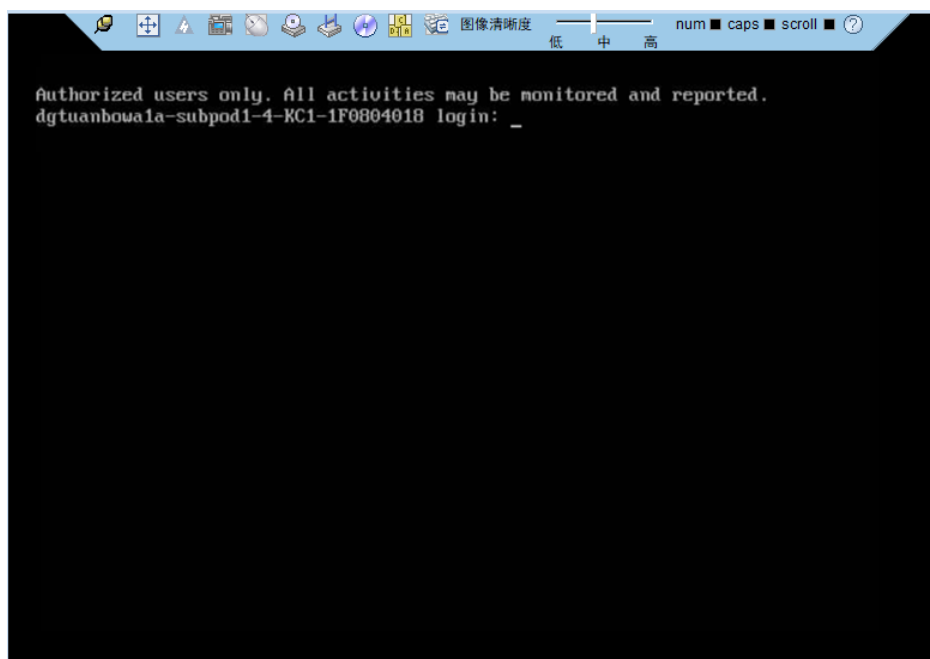 图像清晰度 num caps scroll ?
低 中 高
Authorized users only. All activities may be monitored and reported.
dgtuanbowa1a-subpod1-4-KC1-1F0804018 login: _